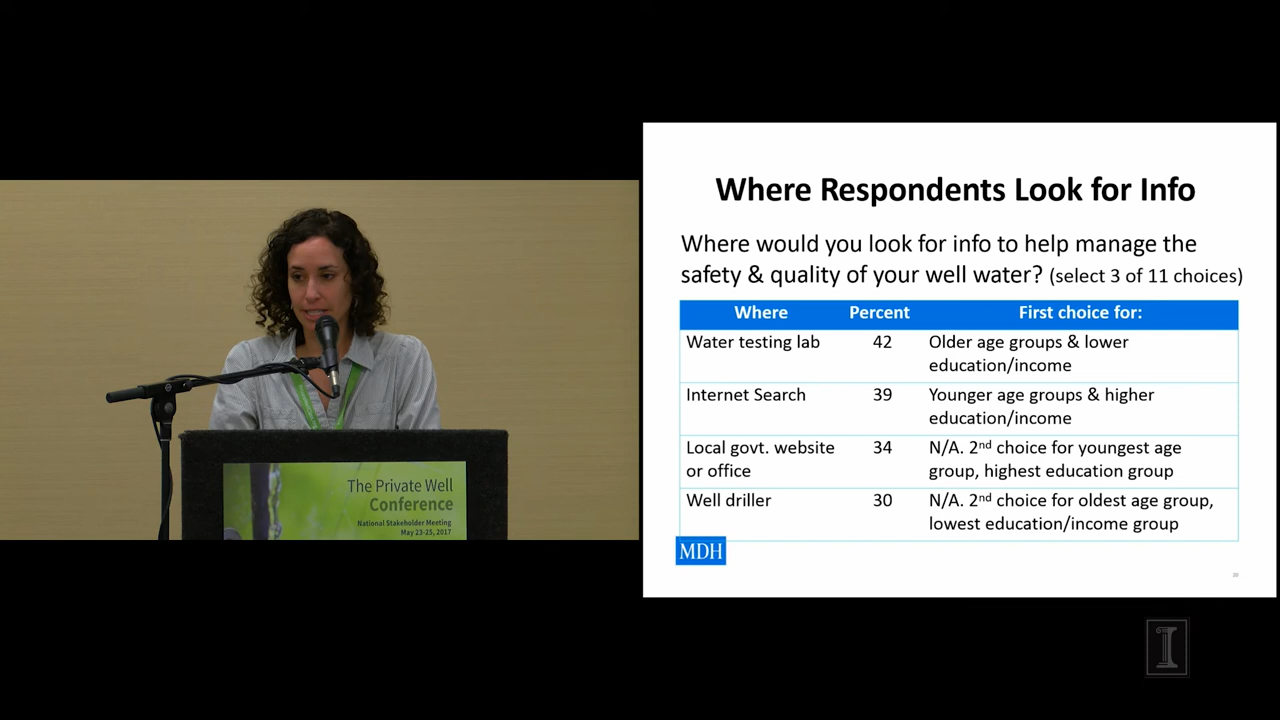 Where Respondents Look for Info
Where would you look for info to help manage the
safety & quality of your well water? (select 3 of 11 choices)
Where Percent First choice for:
Water testing lab 42 Older age groups & lower
education/income
Internet Search 39 Younger age groups & higher
education/income
Local govt. website 34 N/A. 2nd choice for youngest age
or office group, highest education group
Well driller 30 N/A. 2nd choice for oldest age group,
lowest education/income group
MDH
20
The Private Well
Conference
National Stakeholder Meeting
May 23-25, 2017
I